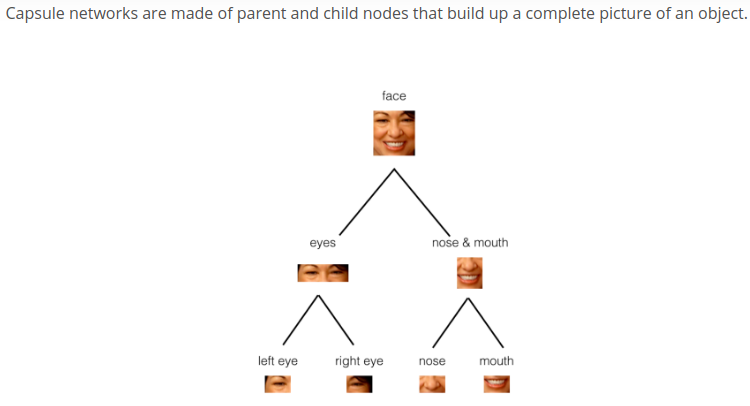 Capsule networks are made of parent and child nodes that build up a complete picture of an object.
face
eyes
nose & mouth
left eye
right eye
nose
mouth